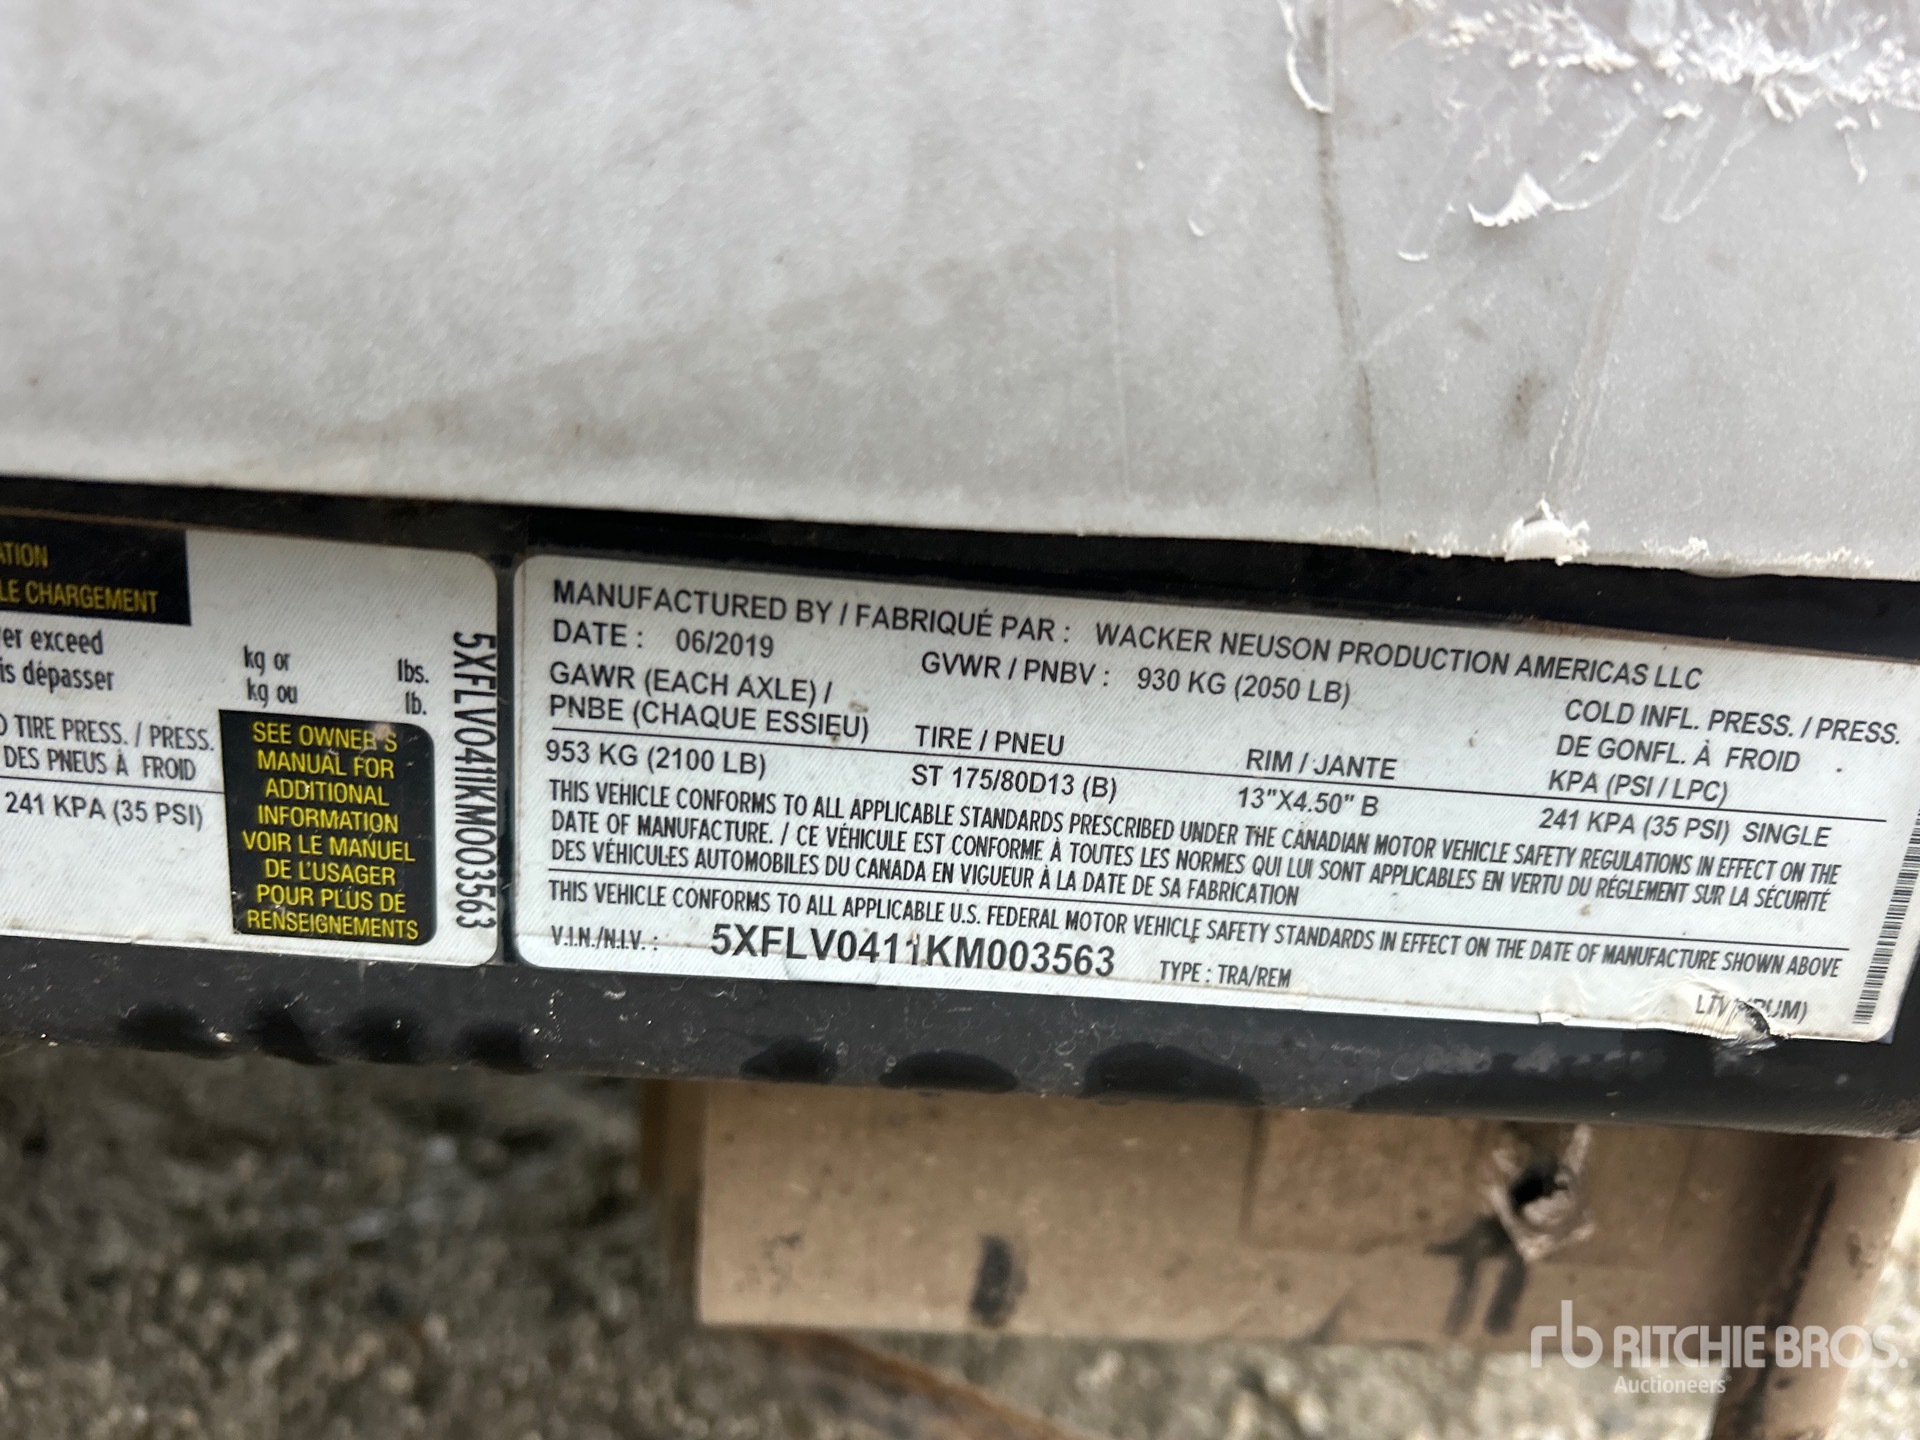 ATION
LE CHARGEMENT
er exceed
is dépasser
kg or lbs.
kg ou lb.
TIRE PRESS. / PRESS.
DES PNEUS À FROID
241 KPA (35 PSI)
SEE OWNER'S
MANUAL FOR
ADDITIONAL
INFORMATION
VOIR LE MANUEL
DE L'USAGER
POUR PLUS DE
RENSEIGNEMENTS
5XFLV0411KM003563
MANUFACTURED BY / FABRIQUÉ PAR : WACKER NEUSON PRODUCTION AMERICAS LLC
DATE : 06/2019 GVWR / PNBV : 930 KG (2050 LB)
GAWR (EACH AXLE) /
PNBE (CHAQUE ESSIEU) TIRE / PNEU RIM / JANTE
COLD INFL. PRESS. / PRESS.
DE GONFL. À FROID
KPA (PSI / LPC)
953 KG (2100 LB) ST 175/80D13 (B) 13"X4.50" B 241 KPA (35 PSI) SINGLE
THIS VEHICLE CONFORMS TO ALL APPLICABLE STANDARDS PRESCRIBED UNDER THE CANADIAN MOTOR VEHICLE SAFETY REGULATIONS IN EFFECT ON THE
DATE OF MANUFACTURE. / CE VÉHICULE EST CONFORME À TOUTES LES NORMES QUI LUI SONT APPLICABLES EN VERTU DU RÉGLEMENT SUR LA SÉCURITÉ
DES VÉHICULES AUTOMOBILES DU CANADA EN VIGUEUR À LA DATE DE SA FABRICATION
THIS VEHICLE CONFORMS TO ALL APPLICABLE U.S. FEDERAL MOTOR VEHICLE SAFETY STANDARDS IN EFFECT ON THE DATE OF MANUFACTURE SHOWN ABOVE
V.I.N./N.I.V. : 5XFLV0411KM003563 TYPE : TRA/REM
rb RITCHIE BROS.
Auctioneers